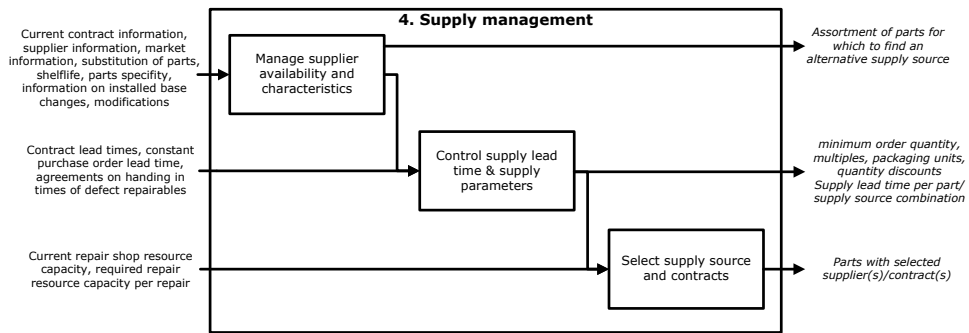 4. Supply management
Current contract information,
supplier information, market
information, substitution of parts,
shelflife, parts specifity,
information on installed base
changes, modifications
Manage supplier
availability and
characteristics
Assortment of parts for
which to find an
alternative supply source
Contract lead times, constant
purchase order lead time,
agreements on handing in
times of defect repairables
Control supply lead
time & supply
parameters
minimum order quantity,
multiples, packaging units,
quantity discounts
Supply lead time per part/
supply source combination
Current repair shop resource
capacity, required repair
resource capacity per repair
Select supply source
and contracts
Parts with selected
supplier(s)/contract(s)